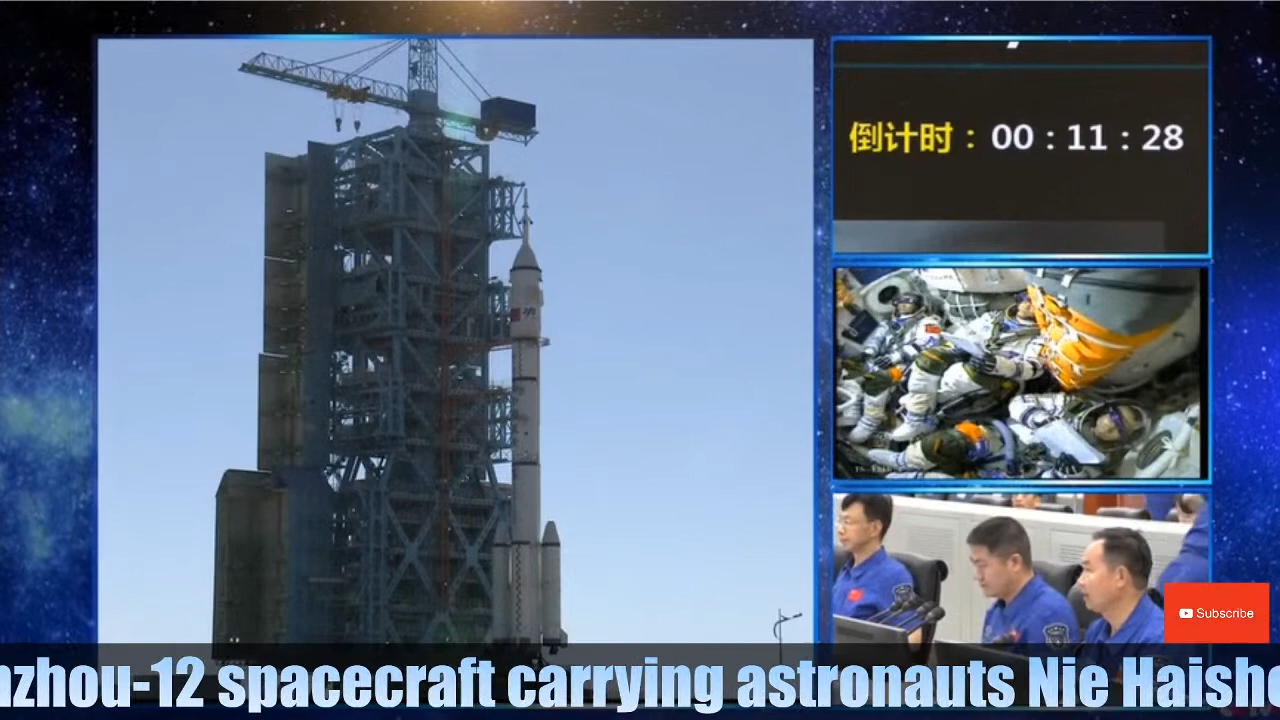 倒计时：00：11：28
Subscribe
nzhou-12 spacecraft carrying astronauts Nie Haish